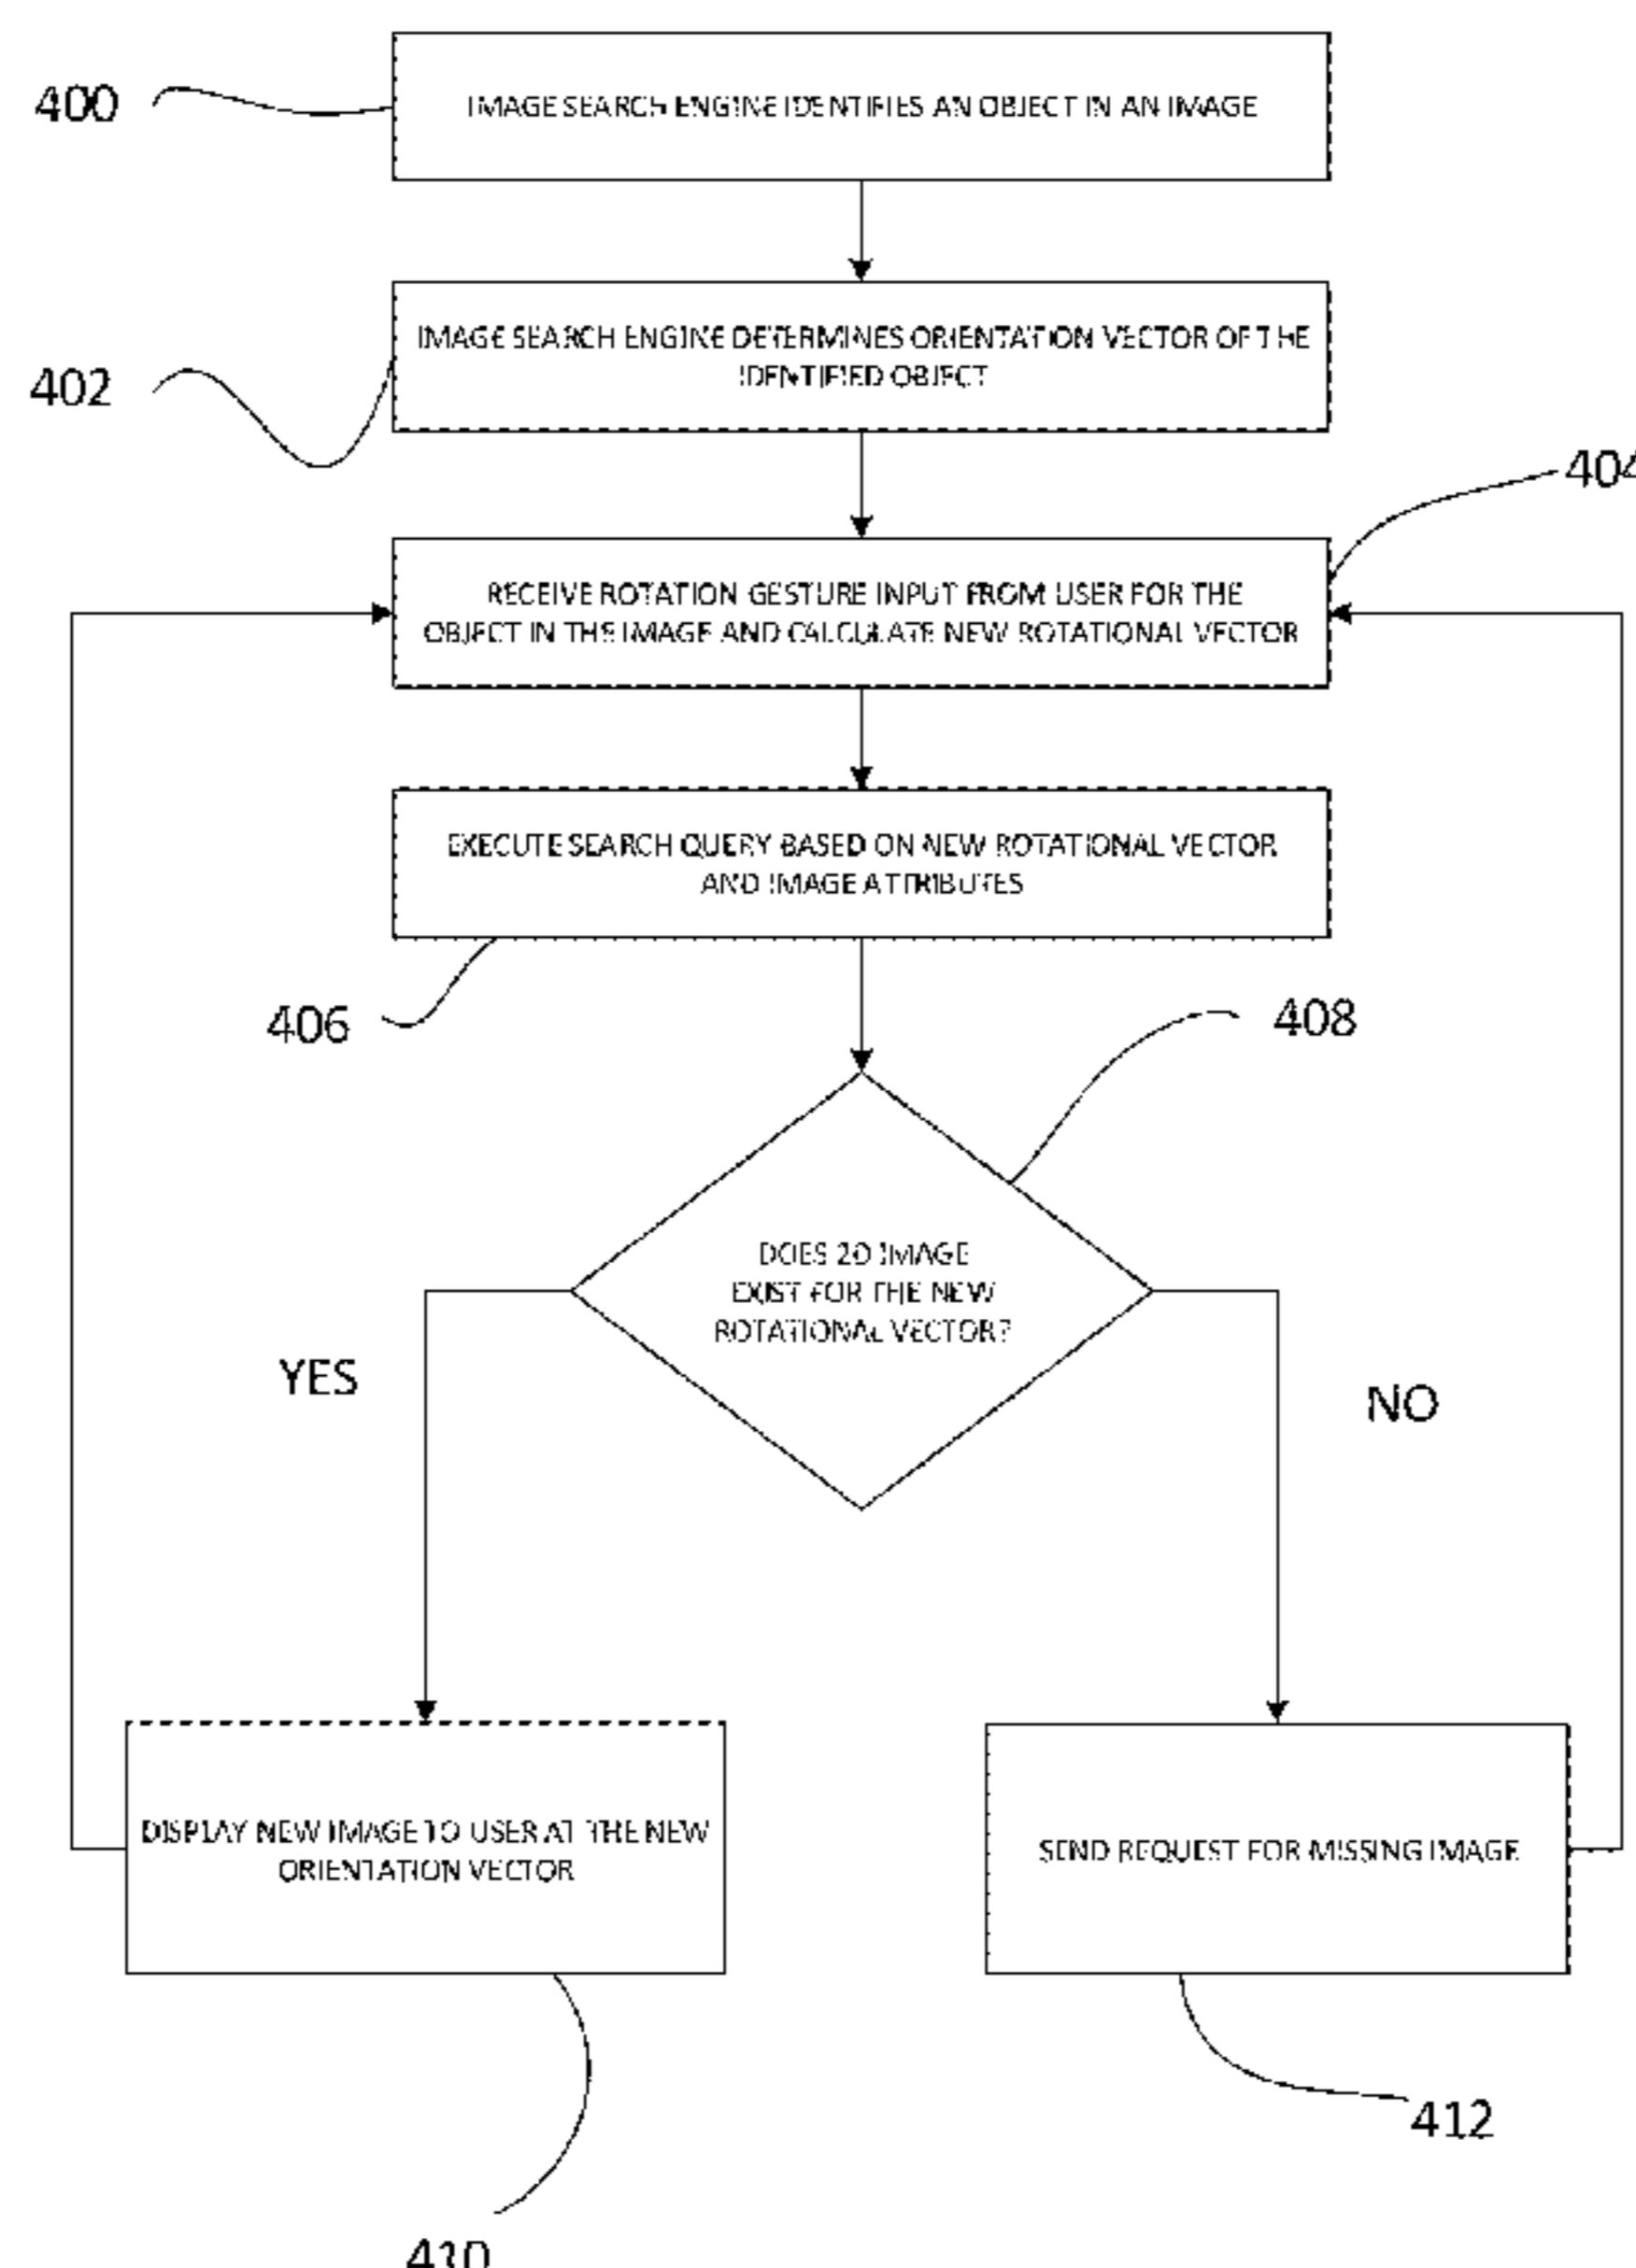 400
IMAGE SEARCH ENGINE IDENTIFIES AN OBJECT IN AN IMAGE
IMAGE SEARCH ENGINE DETERMINES ORIENTATION VECTOR OF THE
IDENTIFIED OBJECT
402
404
RECEIVE ROTATION GESTURE INPUT FROM USER FOR THE
OBJECT IN THE IMAGE AND CALCULATE NEW ROTATIONAL VECTOR
EXECUTE SEARCH QUERY BASED ON NEW ROTATIONAL VECTOR
AND IMAGE ATTRIBUTES
406
408
DOES 2D IMAGE
EXIST FOR THE NEW
ROTATIONAL VECTOR?
YES
NO
DISPLAY NEW IMAGE TO USER AT THE NEW
ORIENTATION VECTOR
SEND REQUEST FOR MISSING IMAGE
412
410